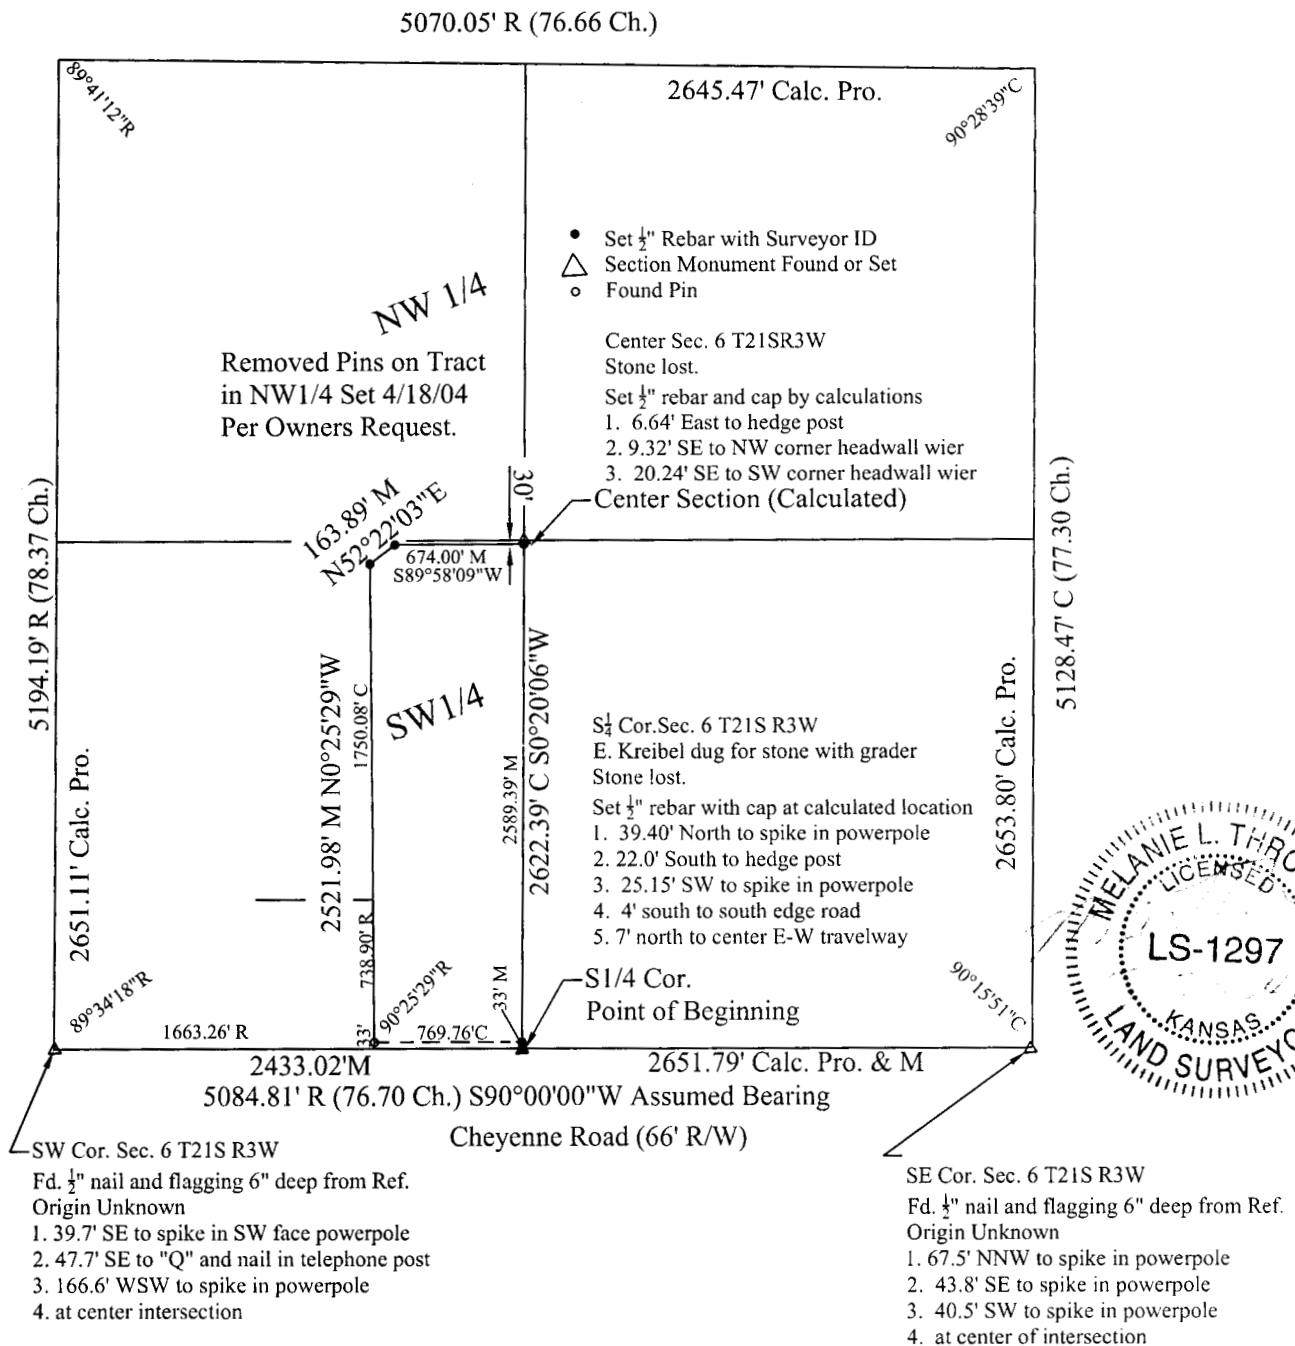 5070.05' R (76.66 Ch.)
89°41'12"R
2645.47' Calc. Pro.
90°28'39"C
Set ½" Rebar with Surveyor ID
Section Monument Found or Set
Found Pin
NW 1/4
Removed Pins on Tract
in NW1/4 Set 4/18/04
Per Owners Request.
Center Sec. 6 T21SR3W
Stone lost.
Set ½" rebar and cap by calculations
1. 6.64' East to hedge post
2. 9.32' SE to NW corner headwall wier
3. 20.24' SE to SW corner headwall wier
Center Section (Calculated)
30'
163.89' M
N52°22'03"E
674.00' M
S89°58'09"W
5194.19' R (78.37 Ch.)
5128.47' C (77.30 Ch.)
2651.11' Calc. Pro.
2521.98' M N0°25'29"W
1750.08' C
738.90' R
SW1/4
2589.39' M
2622.39' C S0°20'06"W
2653.80' Calc. Pro.
S¼ Cor.Sec. 6 T21S R3W
E. Kreibel dug for stone with grader
Stone lost.
Set ½" rebar with cap at calculated location
1. 39.40' North to spike in powerpole
2. 22.0' South to hedge post
3. 25.15' SW to spike in powerpole
4. 4' south to south edge road
5. 7' north to center E-W travelway
MELANIE L. THRO
LICENSED
LS-1297
KANSAS
LAND SURVEYO
89°34'18"R
90°25'29"R
33' M
S1/4 Cor.
Point of Beginning
90°15'51"C
1663.26' R
33'
769.76'C
2433.02'M
2651.79' Calc. Pro. & M
5084.81' R (76.70 Ch.) S90°00'00"W Assumed Bearing
Cheyenne Road (66' R/W)
SW Cor. Sec. 6 T21S R3W
Fd. ½" nail and flagging 6" deep from Ref.
Origin Unknown
1. 39.7' SE to spike in SW face powerpole
2. 47.7' SE to "Q" and nail in telephone post
3. 166.6' WSW to spike in powerpole
4. at center intersection
SE Cor. Sec. 6 T21S R3W
Fd. ½" nail and flagging 6" deep from Ref.
Origin Unknown
1. 67.5' NNW to spike in powerpole
2. 43.8' SE to spike in powerpole
3. 40.5' SW to spike in powerpole
4. at center of intersection